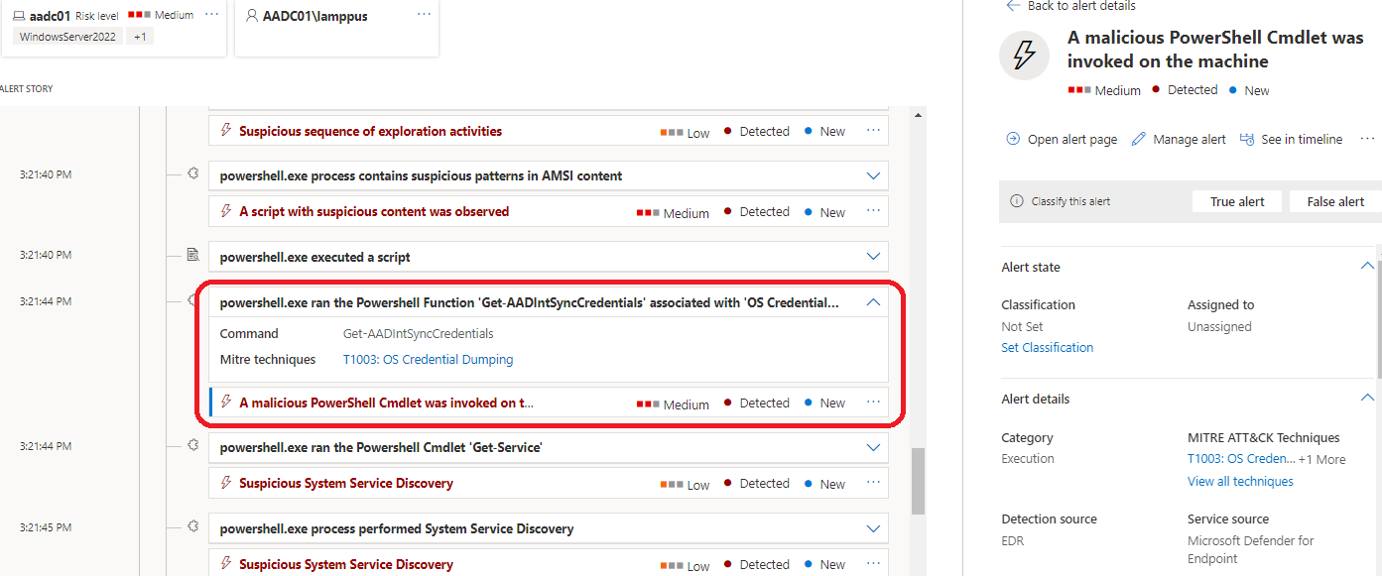 aadc01 Risk level Medium ...
WindowsServer2022 +1
AADC01\lamppus ...
ALERT STORY
Suspicious sequence of exploration activities Low Detected New ...
3:21:40 PM powershell.exe process contains suspicious patterns in AMSI content
A script with suspicious content was observed Medium Detected New ...
3:21:40 PM powershell.exe executed a script
3:21:44 PM powershell.exe ran the Powershell Function 'Get-AADIntSyncCredentials' associated with 'OS Credential...
Command Get-AADIntSyncCredentials
Mitre techniques T1003: OS Credential Dumping
A malicious PowerShell Cmdlet was invoked on t... Medium Detected New ...
3:21:44 PM powershell.exe ran the Powershell Cmdlet 'Get-Service'
Suspicious System Service Discovery Low Detected New ...
3:21:45 PM powershell.exe process performed System Service Discovery
Suspicious System Service Discovery Low Detected New ...
Back to alert details
A malicious PowerShell Cmdlet was
invoked on the machine
Medium Detected New
Open alert page Manage alert See in timeline ...
Classify this alert True alert False alert
Alert state
Classification Assigned to
Not Set Unassigned
Set Classification
Alert details
Category MITRE ATT&CK Techniques
Execution T1003: OS Creden... +1 More
View all techniques
Detection source Service source
EDR Microsoft Defender for
Endpoint